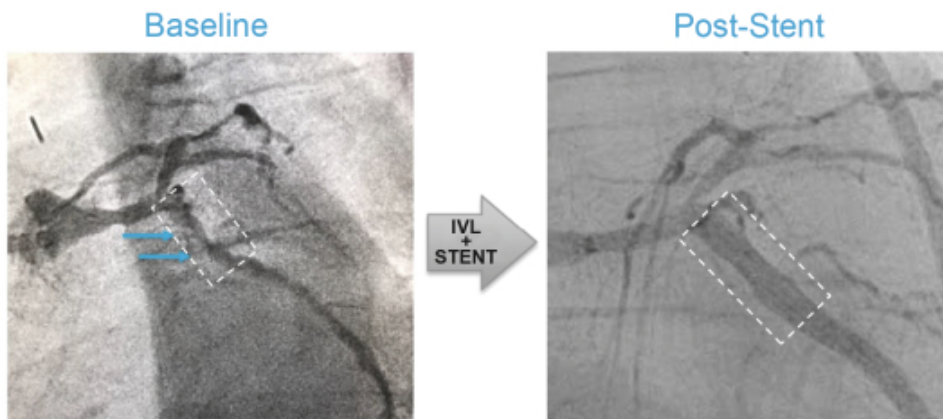 Baseline
Post-Stent
IVL
+
STENT